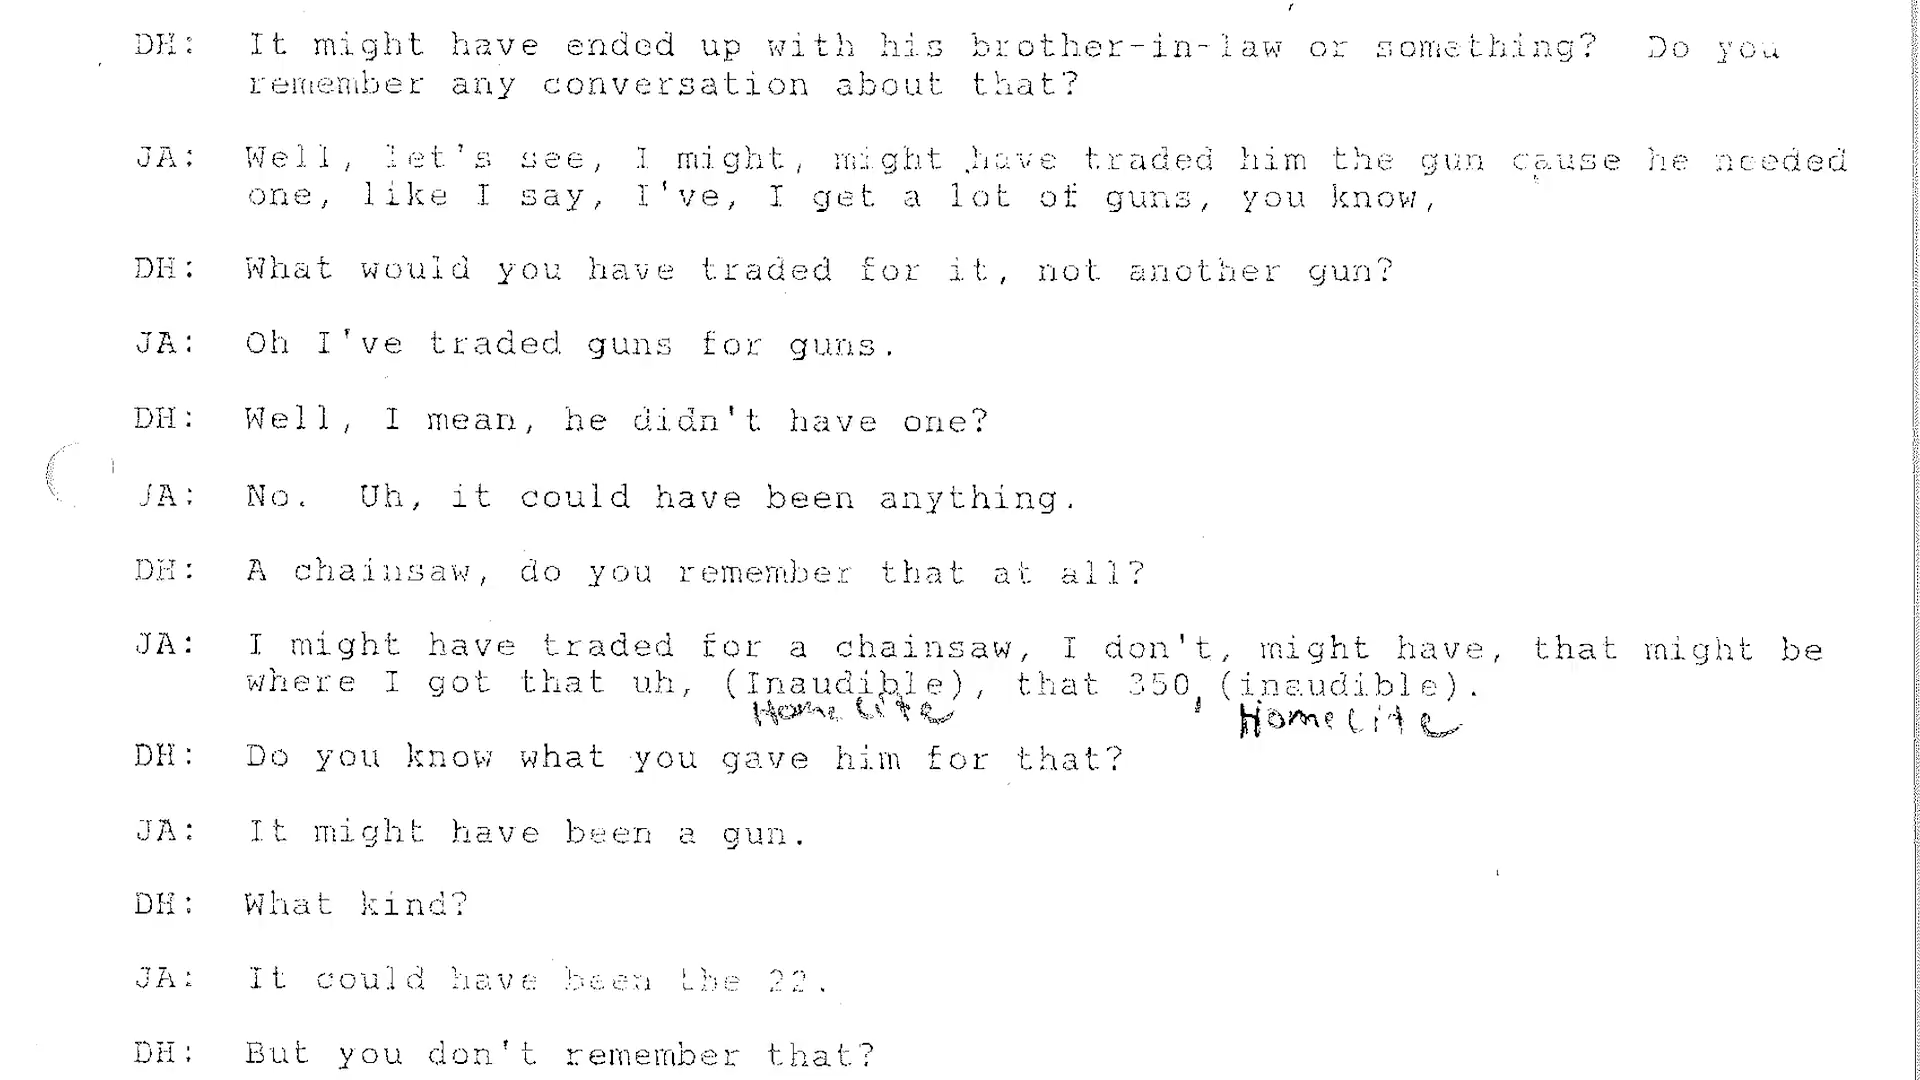 DH: It might have ended up with his brother-in-law or something? Do you
remember any conversation about that?
JA: Well, let's see, I might, might have traded him the gun cause he needed
one, like I say, I've, I get a lot of guns, you know,
DH: What would you have traded for it, not another gun?
JA: Oh I've traded guns for guns.
DH: Well, I mean, he didn't have one?
JA: No. Uh, it could have been anything.
DH: A chainsaw, do you remember that at all?
JA: I might have traded for a chainsaw, I don't, might have, that might be
where I got that uh, (Inaudible), that 350, (inaudible).
HomeLite HomeLite
DH: Do you know what you gave him for that?
JA: It might have been a gun.
DH: What kind?
JA: It could have been the 22.
DH: But you don't remember that?